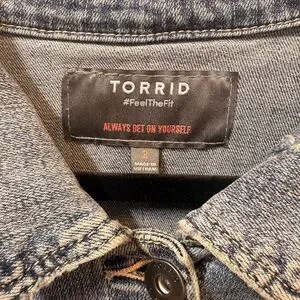 TORRID
#FeelTheFit
ALWAYS BET ON YOURSELF
MADE IN
VIETNAM